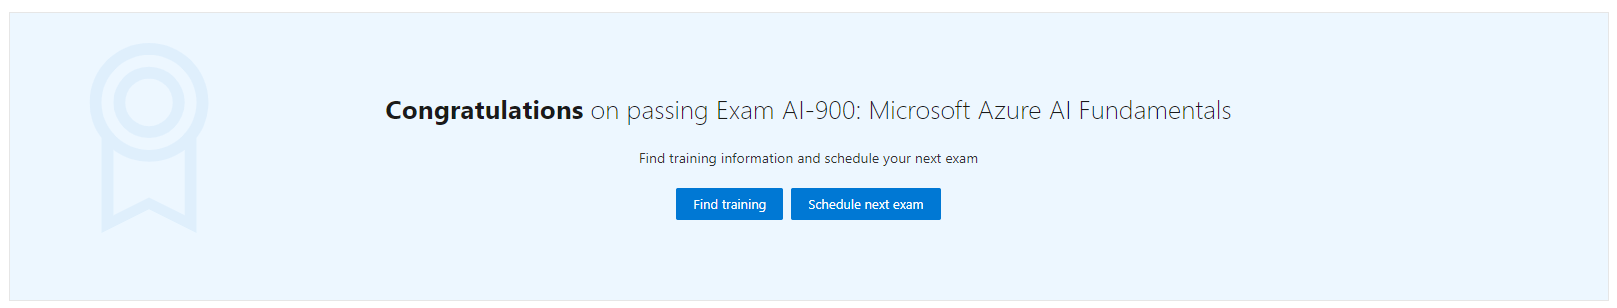 Congratulations on passing Exam AI-900: Microsoft Azure AI Fundamentals
Find training information and schedule your next exam
Find training Schedule next exam